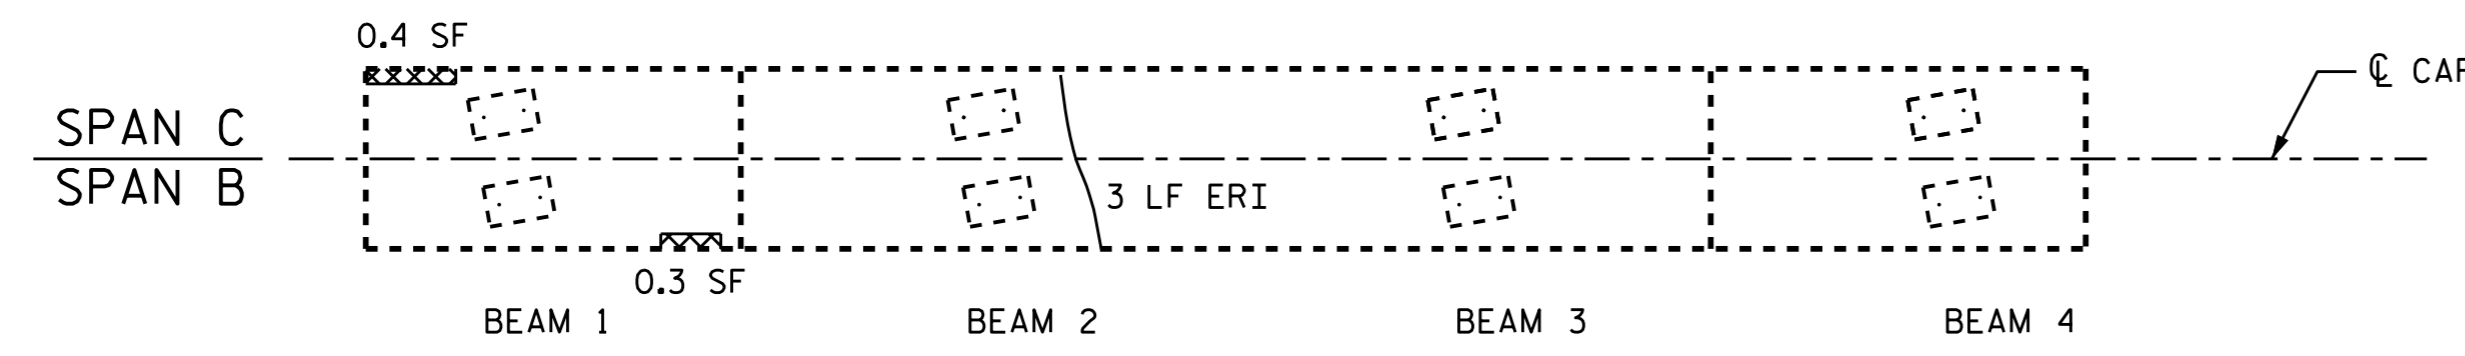 0.4 SF
℄ CAP
SPAN C
SPAN B
3 LF ERI
0.3 SF
BEAM 1
BEAM 2
BEAM 3
BEAM 4